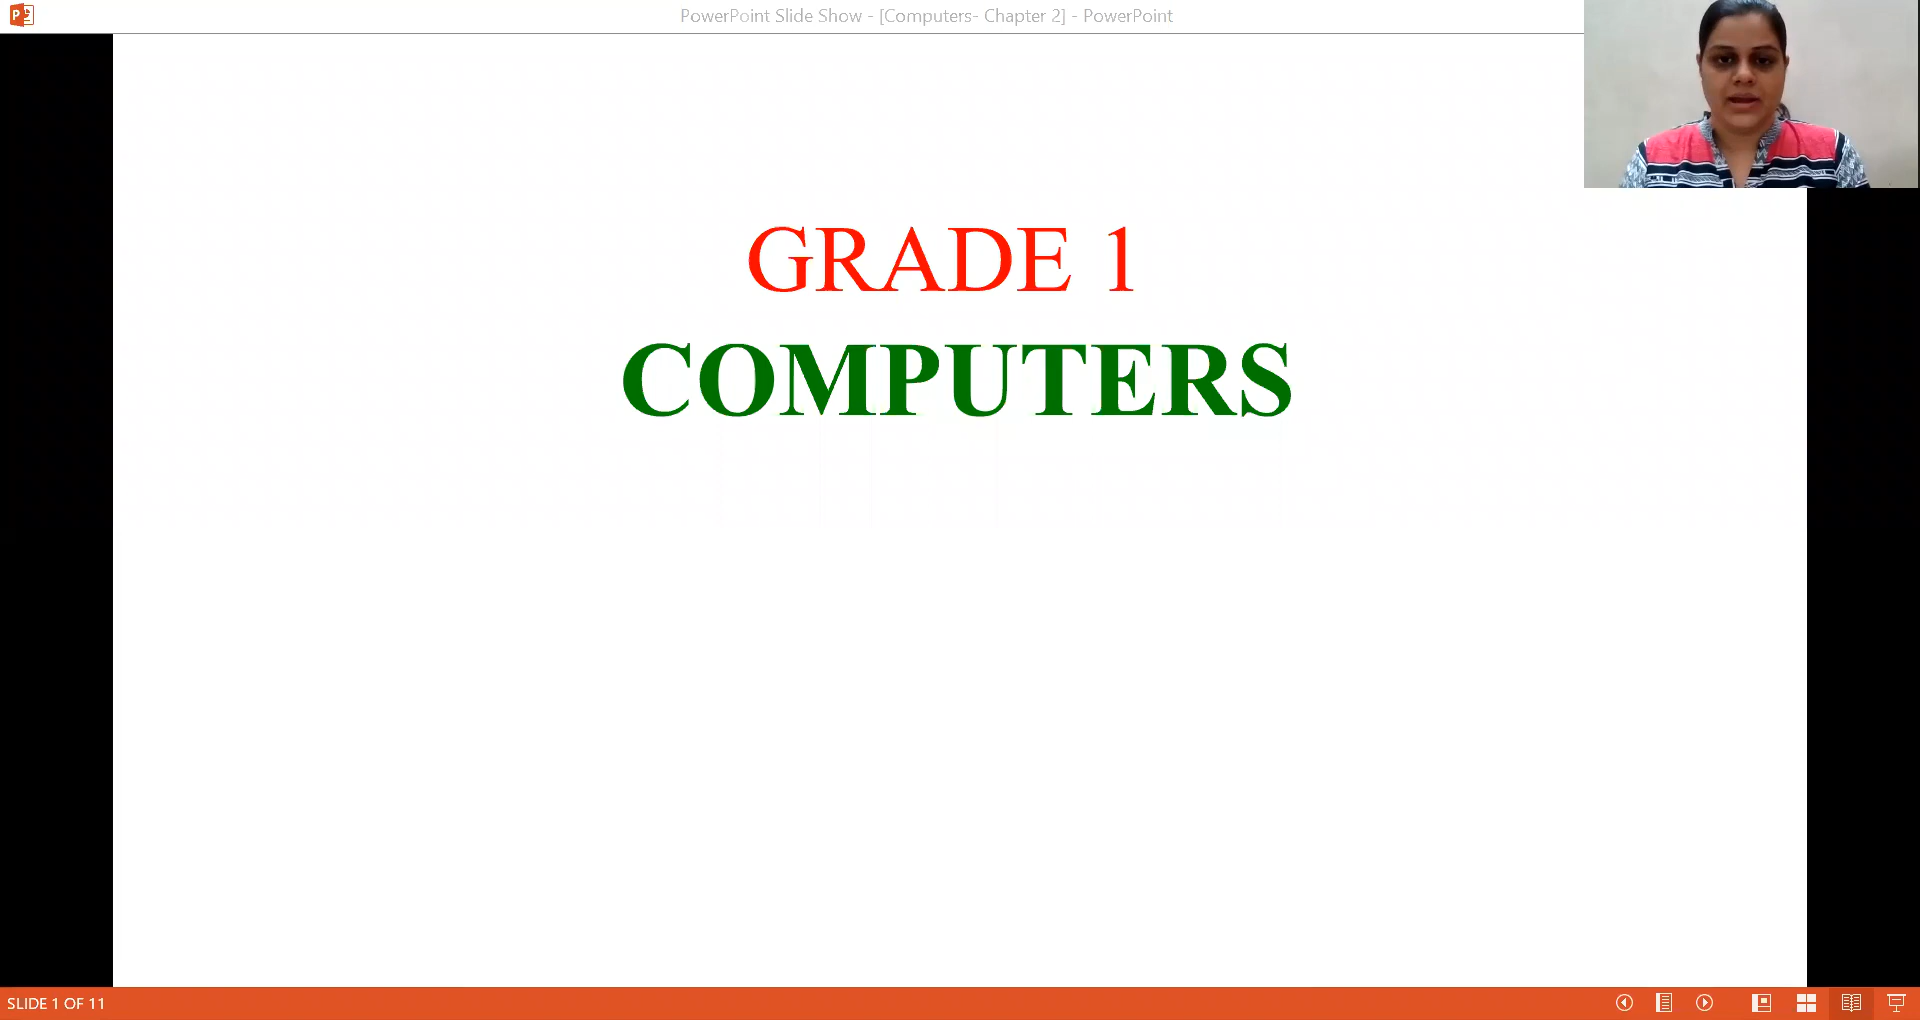 PowerPoint Slide Show - [Computers- Chapter 2] - PowerPoint
GRADE 1
COMPUTERS
SLIDE 1 OF 11